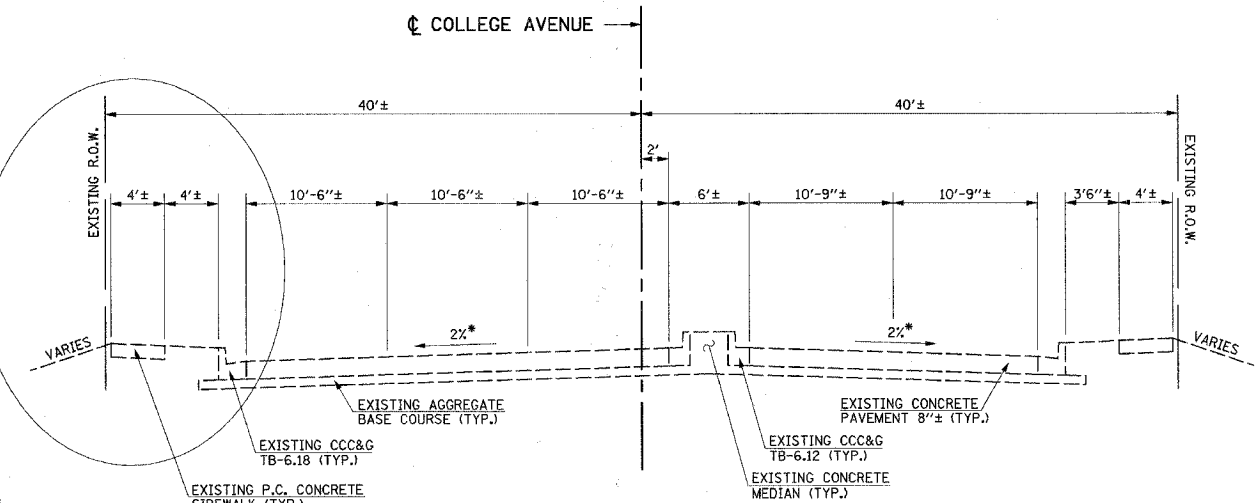 ℄ COLLEGE AVENUE
40'± 40'±
EXISTING R.O.W.
EXISTING R.O.W.
2'
4'± 4'± 10'-6"± 10'-6"± 10'-6"± 6'± 10'-9"± 10'-9"± 3'6"± 4'±
2%* 2%*
VARIES
VARIES
EXISTING AGGREGATE
BASE COURSE (TYP.)
EXISTING CONCRETE
PAVEMENT 8"± (TYP.)
EXISTING CCC&G
TB-6.18 (TYP.)
EXISTING CCC&G
TB-6.12 (TYP.)
EXISTING CONCRETE
MEDIAN (TYP.)
EXISTING P.C. CONCRETE
SIDEWALK (TYP.)